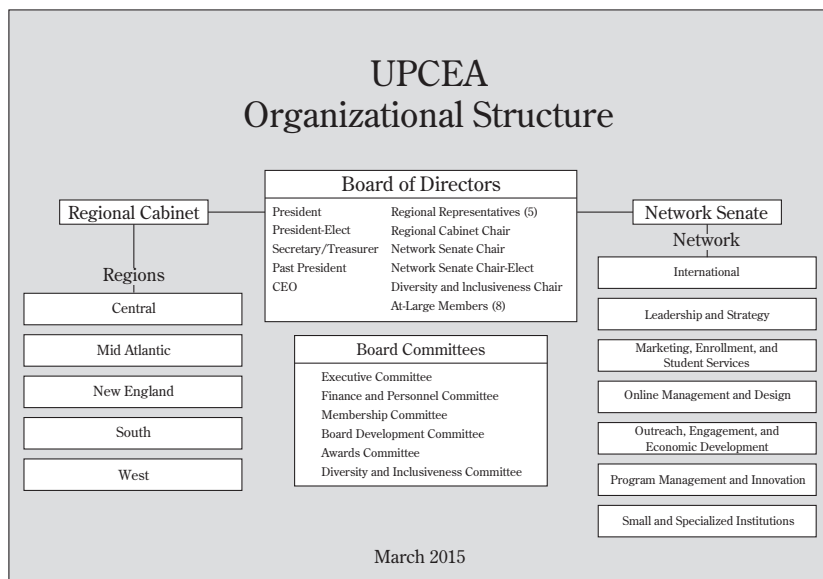 UPCEA
Organizational Structure
Regional Cabinet
Regions
Central
Mid Atlantic
New England
South
West
Board of Directors
President
President-Elect
Secretary/Treasurer
Past President
CEO
Regional Representatives (5)
Regional Cabinet Chair
Network Senate Chair
Network Senate Chair-Elect
Diversity and Inclusiveness Chair
At-Large Members (8)
Board Committees
Executive Committee
Finance and Personnel Committee
Membership Committee
Board Development Committee
Awards Committee
Diversity and Inclusiveness Committee
Network Senate
Network
International
Leadership and Strategy
Marketing, Enrollment, and
Student Services
Online Management and Design
Outreach, Engagement, and
Economic Development
Program Management and Innovation
Small and Specialized Institutions
March 2015